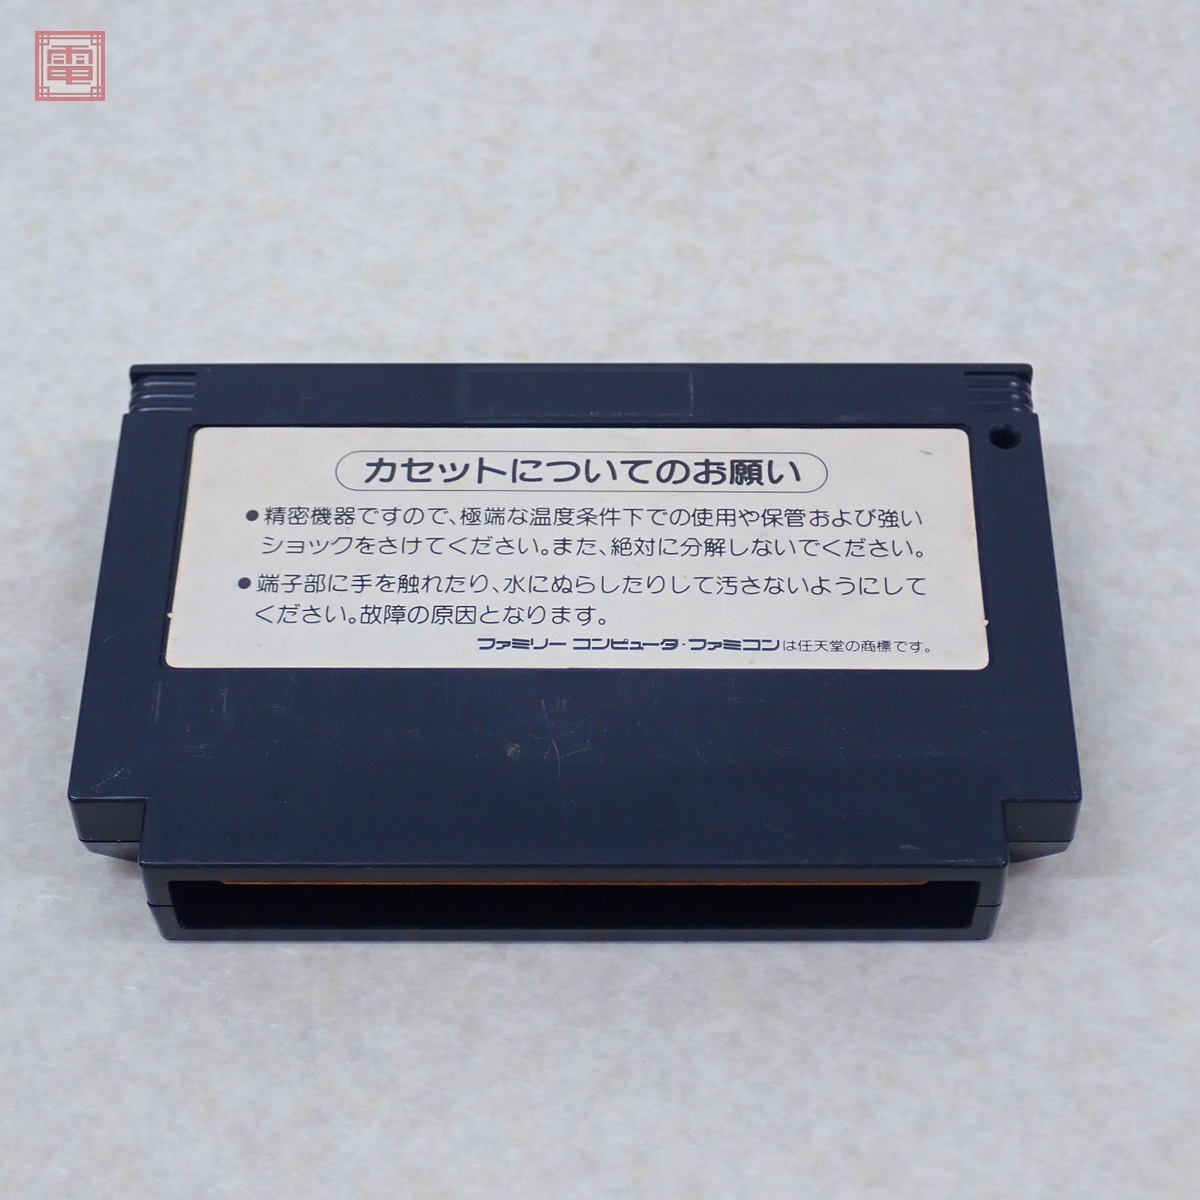 電
カセットについてのお願い
●精密機器ですので、極端な温度条件下での使用や保管および強い
ショックをさけてください。また、絶対に分解しないでください。
●端子部に手を触れたり、水にぬらしたりして汚さないようにして
ください。故障の原因となります。
ファミリー コンピュータ・ファミコンは任天堂の商標です。